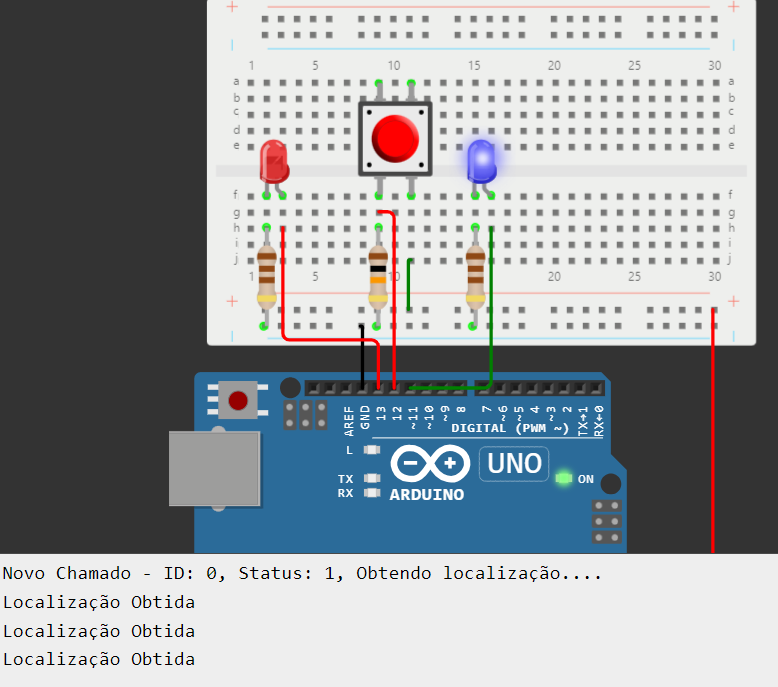 1 5 10 15 20 25 30
a a
b b
c c
d d
e e
f f
g g
h h
i i
j j
1 5 10 15 20 25 30
AREF GND 13 12 ~11 ~10 ~9 8 7 ~6 ~5 4 ~3 2 TX→1 RX←0
DIGITAL (PWM ~)
L
UNO
TX
RX
ARDUINO
ON
Novo Chamado - ID: 0, Status: 1, Obtendo localização....
Localização Obtida
Localização Obtida
Localização Obtida